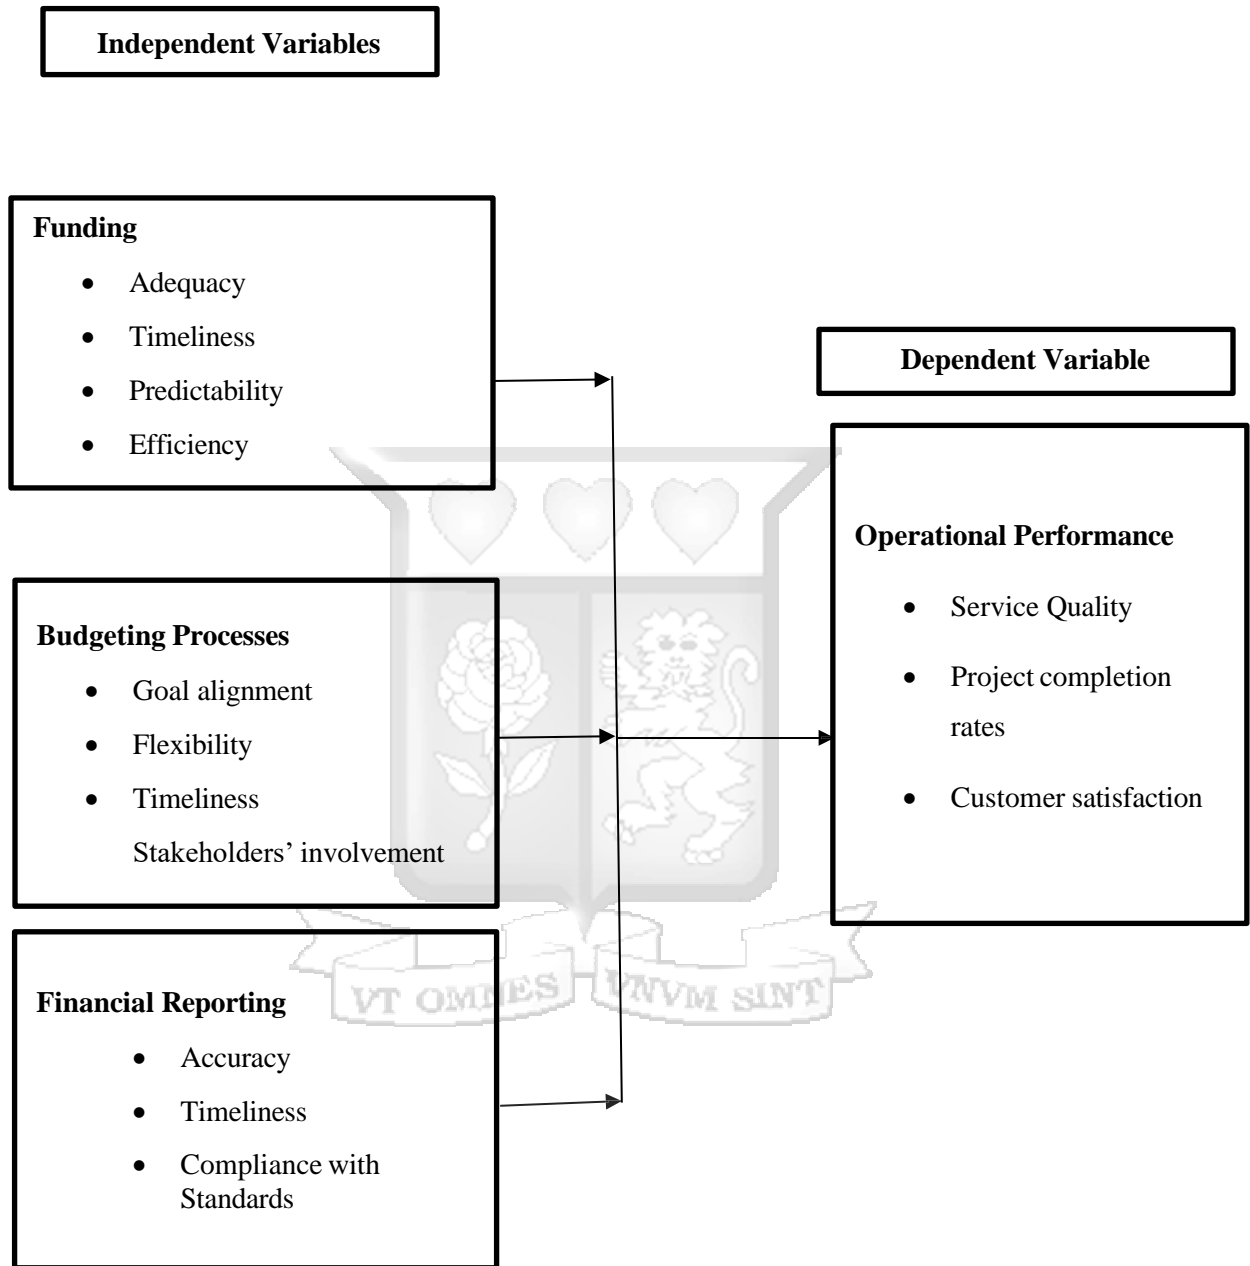 Independent Variables
Funding
• Adequacy
• Timeliness
• Predictability
• Efficiency
Budgeting Processes
• Goal alignment
• Flexibility
• Timeliness
Stakeholders’ involvement
Financial Reporting
• Accuracy
• Timeliness
• Compliance with
Standards
Dependent Variable
Operational Performance
• Service Quality
• Project completion
rates
• Customer satisfaction
VT OMNES VNVM SINT